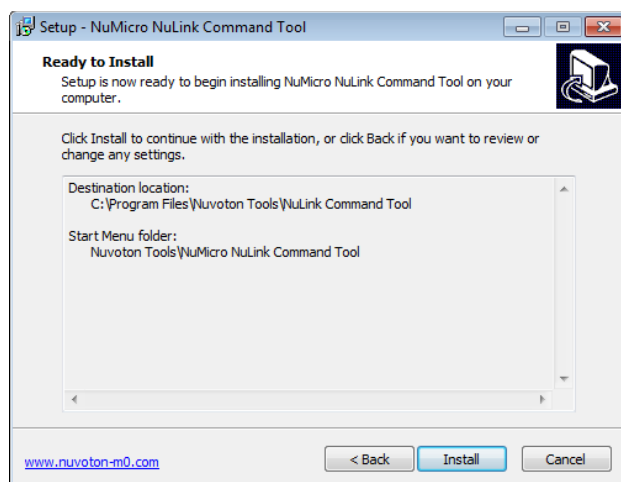 Setup - NuMicro NuLink Command Tool
Ready to Install
Setup is now ready to begin installing NuMicro NuLink Command Tool on your
computer.
Click Install to continue with the installation, or click Back if you want to review or
change any settings.
Destination location:
C:\Program Files\Nuvoton Tools\NuLink Command Tool
Start Menu folder:
Nuvoton Tools\NuMicro NuLink Command Tool
www.nuvoton-m0.com
< Back
Install
Cancel